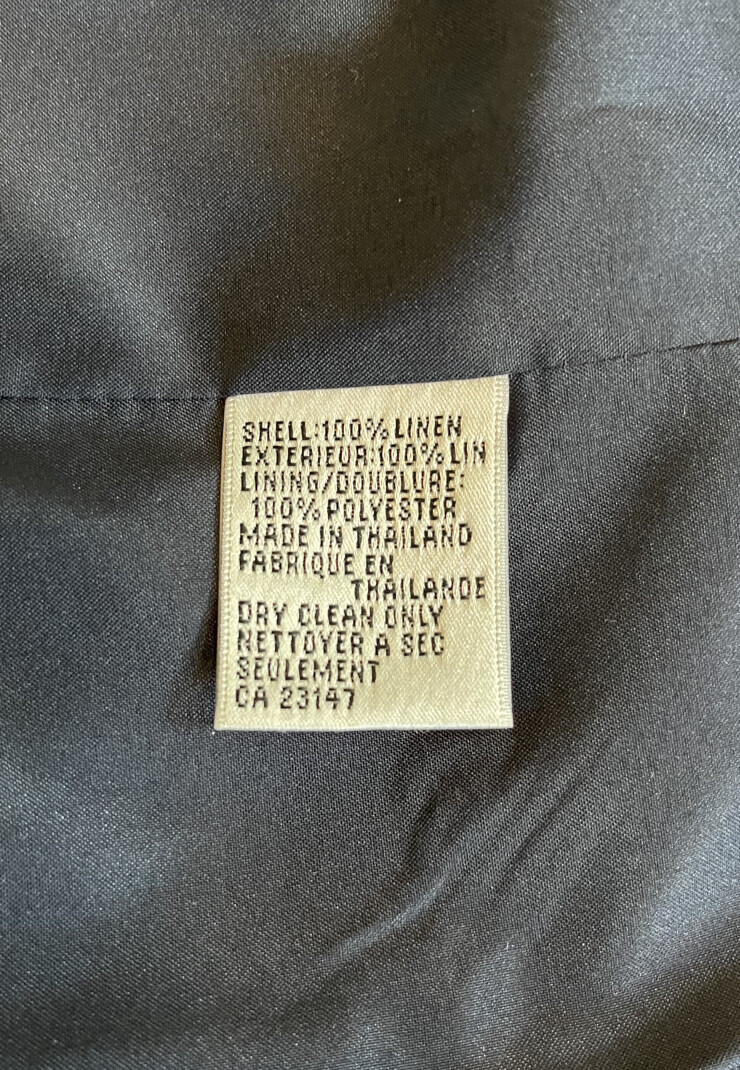 SHELL:100% LINEN
EXTERIEUR:100% LIN
LINING/DOUBLURE:
100% POLYESTER
MADE IN THAILAND
FABRIQUE EN
THAILANDE
DRY CLEAN ONLY
NETTOYER A SEC
SEULEMENT
CA 23147